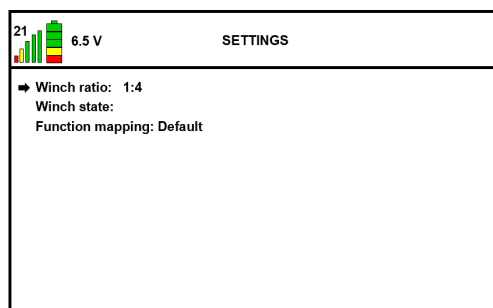 21
6.5 V
SETTINGS
Winch ratio: 1:4
Winch state:
Function mapping: Default